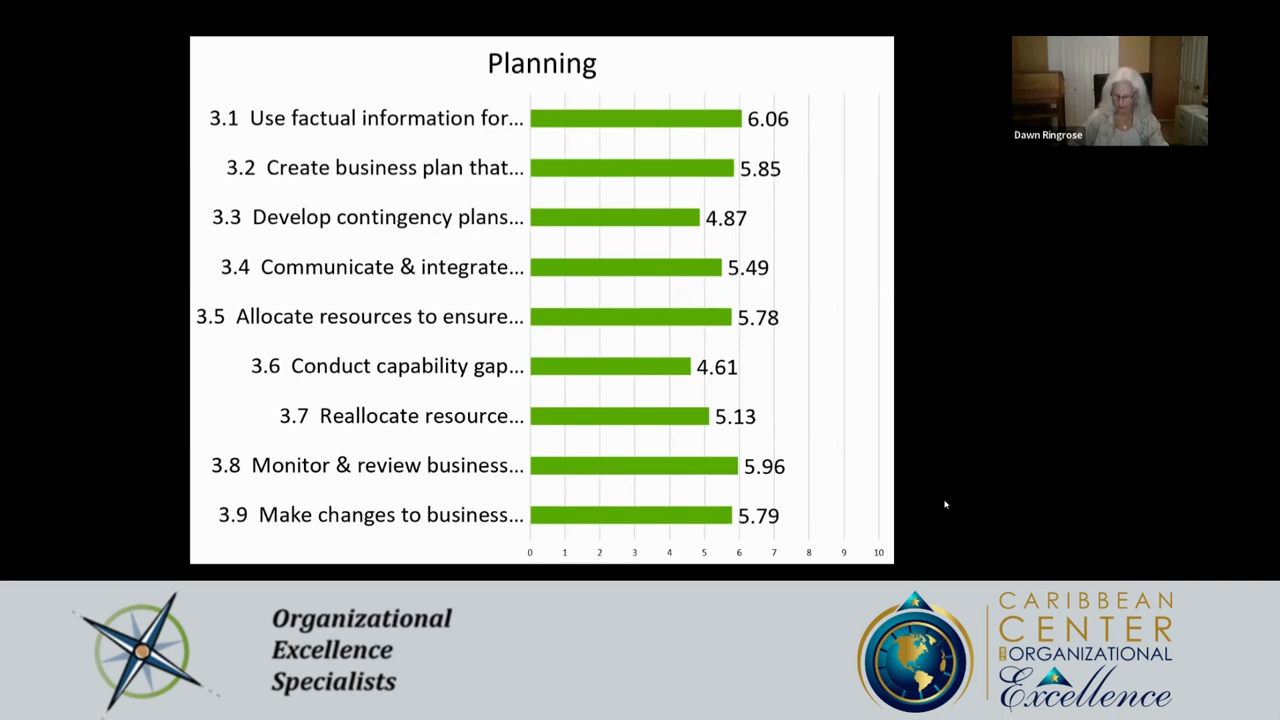 Planning
3.1 Use factual information for... 6.06
3.2 Create business plan that... 5.85
3.3 Develop contingency plans... 4.87
3.4 Communicate & integrate... 5.49
3.5 Allocate resources to ensure... 5.78
3.6 Conduct capability gap... 4.61
3.7 Reallocate resource... 5.13
3.8 Monitor & review business... 5.96
3.9 Make changes to business... 5.79
0 1 2 3 4 5 6 7 8 9 10
Dawn Ringrose
Organizational
Excellence
Specialists
CARIBBEAN
CENTER
FOR ORGANIZATIONAL
Excellence